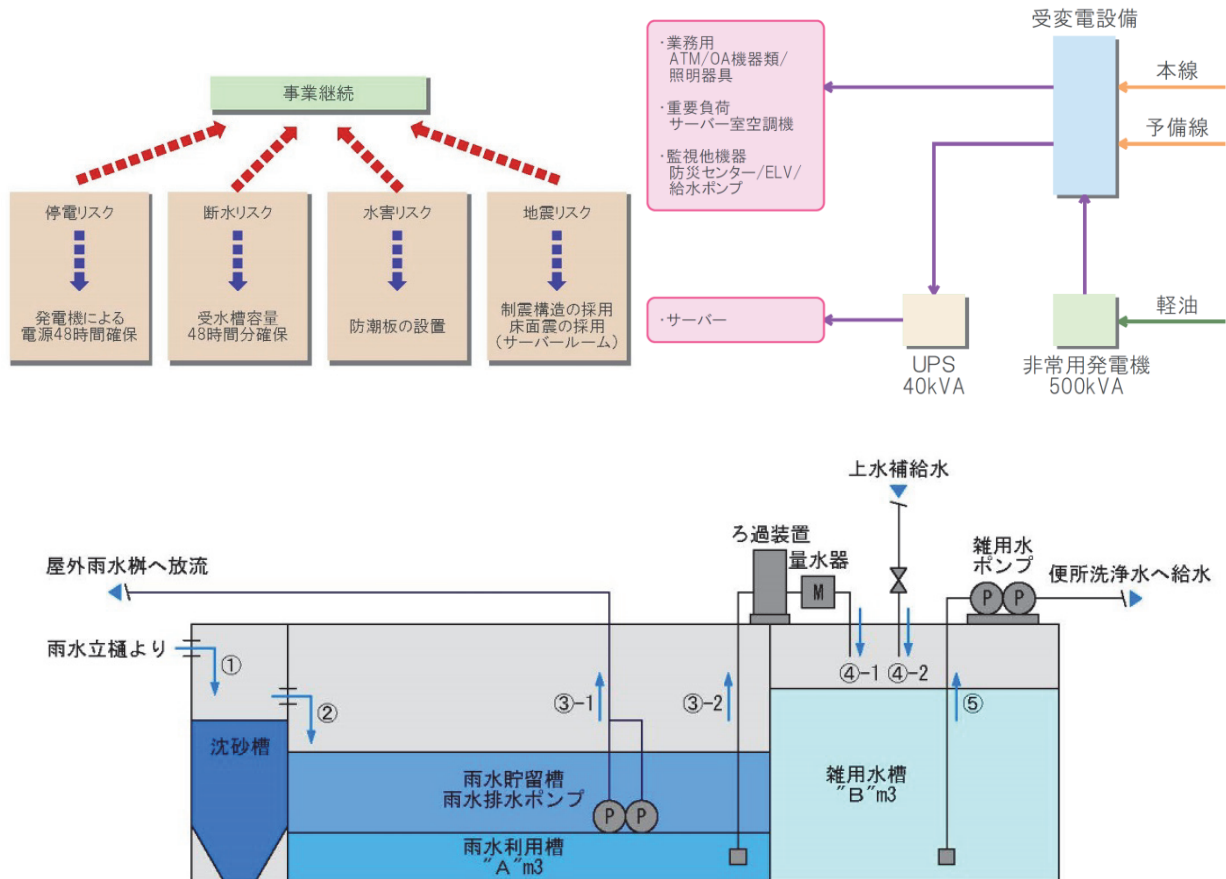 事業継続
停電リスク
発電機による
電源48時間確保
断水リスク
受水槽容量
48時間分確保
水害リスク
防潮板の設置
地震リスク
制震構造の採用
床面震の採用
(サーバールーム)
受変電設備
・業務用
ATM/OA機器類/
照明器具
・重要負荷
サーバー室空調機
・監視他機器
防災センター/ELV/
給水ポンプ
本線
予備線
・サーバー
UPS
40kVA
非常用発電機
500kVA
軽油
上水補給水
屋外雨水桝へ放流
ろ過装置
量水器
M
雑用水
ポンプ
P P
便所洗浄水へ給水
雨水立樋より
①
②
③-1
③-2
④-1
④-2
⑤
沈砂槽
雨水貯留槽
雨水排水ポンプ
P P
雨水利用槽
"A"m3
雑用水槽
"B"m3